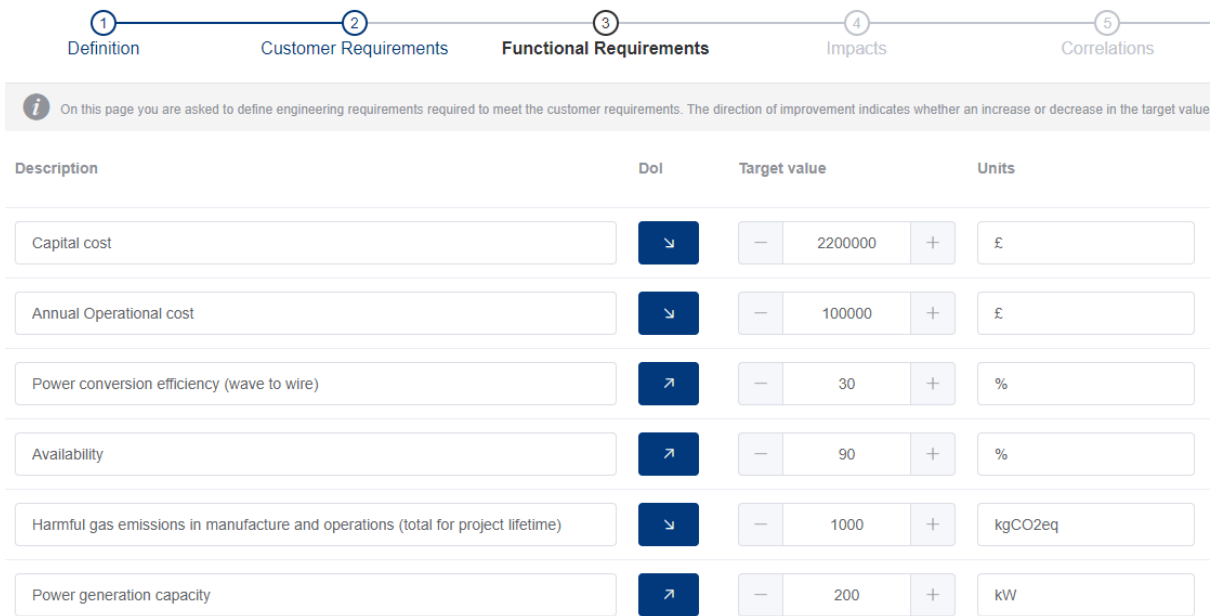 1 2 3 4 5
Definition Customer Requirements Functional Requirements Impacts Correlations
i On this page you are asked to define engineering requirements required to meet the customer requirements. The direction of improvement indicates whether an increase or decrease in the target value
Description DoI Target value Units
Capital cost ↘ − 2200000 + £
Annual Operational cost ↘ − 100000 + £
Power conversion efficiency (wave to wire) ↗ − 30 + %
Availability ↗ − 90 + %
Harmful gas emissions in manufacture and operations (total for project lifetime) ↘ − 1000 + kgCO2eq
Power generation capacity ↗ − 200 + kW